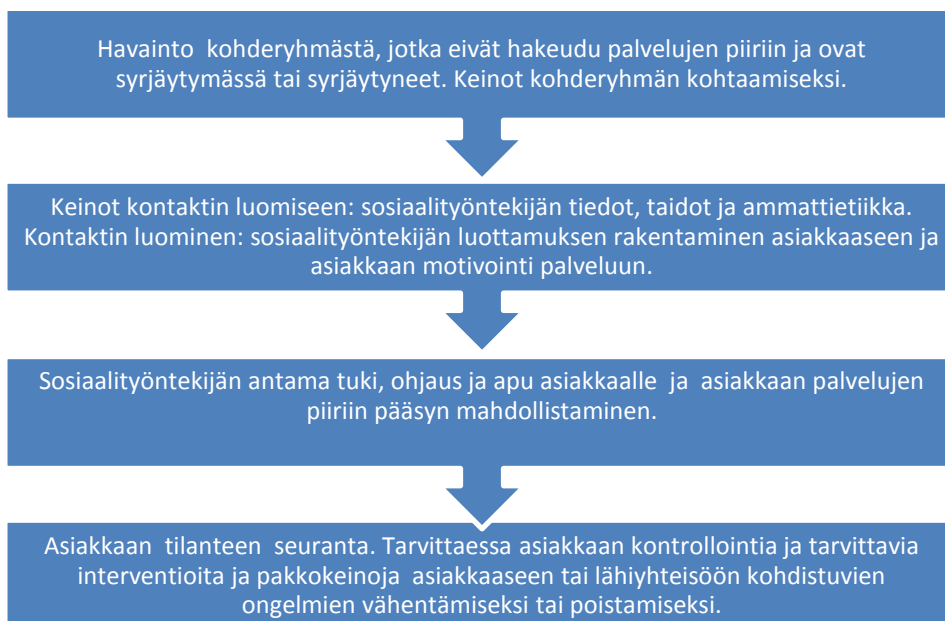 Havainto kohderyhmästä, jotka eivät hakeudu palvelujen piiriin ja ovat
syrjäytymässä tai syrjäytyneet. Keinot kohderyhmän kohtaamiseksi.
Keinot kontaktin luomiseen: sosiaalityöntekijän tiedot, taidot ja ammattietiikka.
Kontaktin luominen: sosiaalityöntekijän luottamuksen rakentaminen asiakkaaseen ja
asiakkaan motivointi palveluun.
Sosiaalityöntekijän antama tuki, ohjaus ja apu asiakkaalle ja asiakkaan palvelujen
piiriin pääsyn mahdollistaminen.
Asiakkaan tilanteen seuranta. Tarvittaessa asiakkaan kontrollointia ja tarvittavia
interventioita ja pakkokeinoja asiakkaaseen tai lähiyhteisöön kohdistuvien
ongelmien vähentämiseksi tai poistamiseksi.